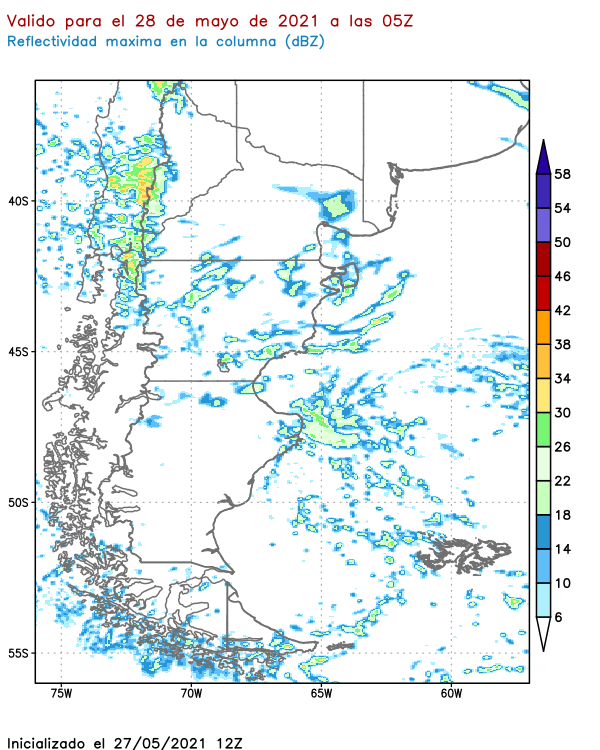 Valido para el 28 de mayo de 2021 a las 05Z
Reflectividad maxima en la columna (dBZ)
40S
45S
50S
55S
75W
70W
65W
60W
58
54
50
46
42
38
34
30
26
22
18
14
10
6
Inicializado el 27/05/2021 12Z